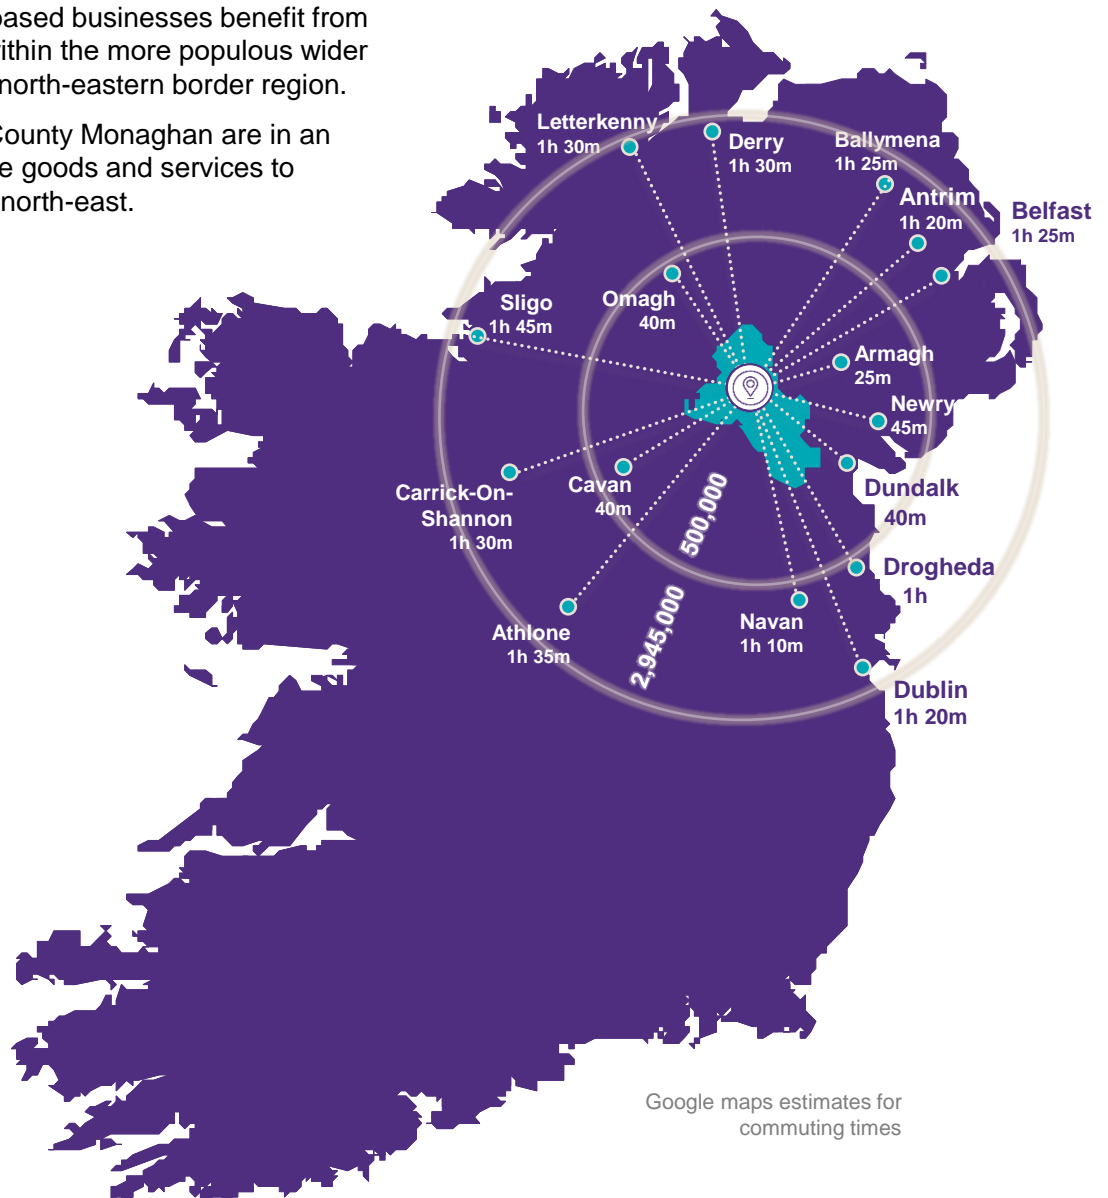 based businesses benefit from
within the more populous wider
north-eastern border region.
County Monaghan are in an
e goods and services to
north-east.
Letterkenny
1h 30m
Derry
1h 30m
Ballymena
1h 25m
Antrim
1h 20m
Belfast
1h 25m
Sligo
1h 45m
Omagh
40m
Armagh
25m
Newry
45m
Carrick-On-
Shannon
1h 30m
Cavan
40m
500,000
Dundalk
40m
Drogheda
1h
2,945,000
Athlone
1h 35m
Navan
1h 10m
Dublin
1h 20m
Google maps estimates for
commuting times